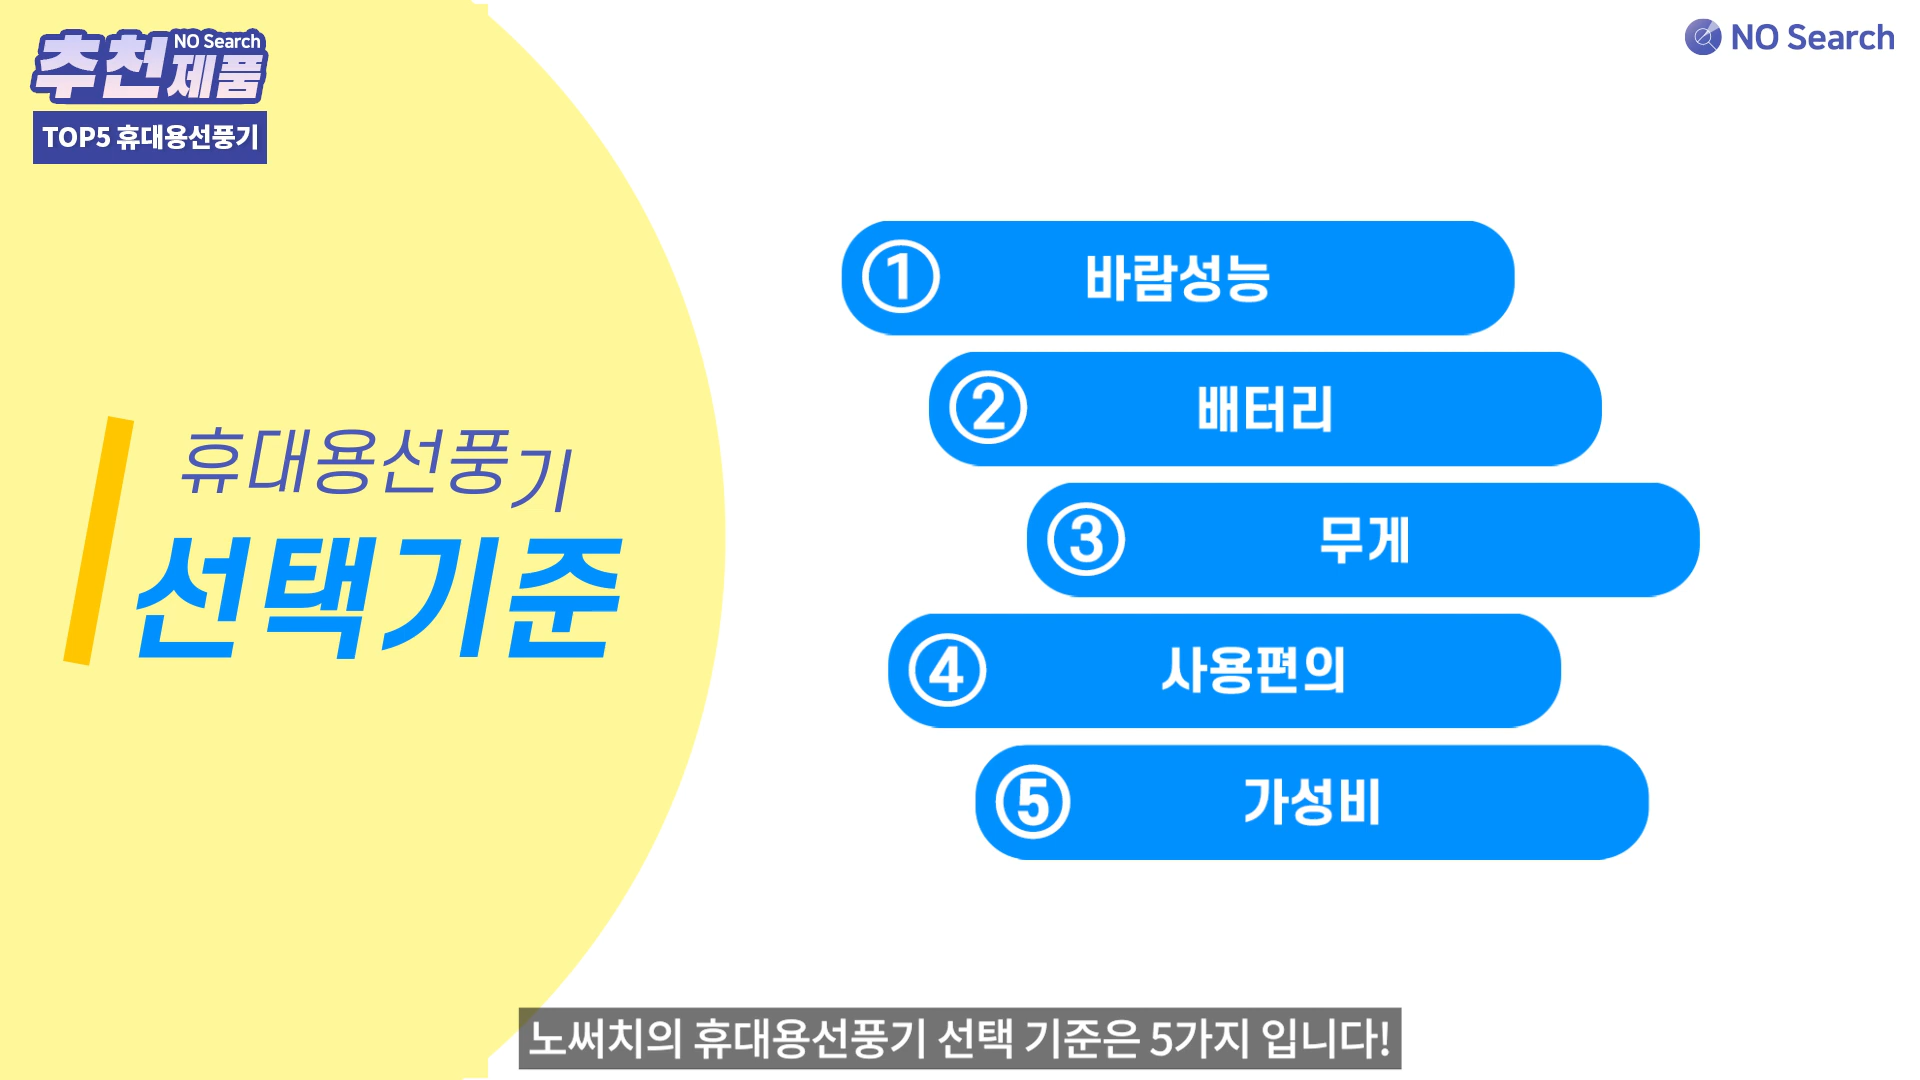 추천제품
NO Search
TOP5 휴대용선풍기
NO Search
휴대용선풍기
선택기준
① 바람성능
② 배터리
③ 무게
④ 사용편의
⑤ 가성비
노써치의 휴대용선풍기 선택 기준은 5가지 입니다!